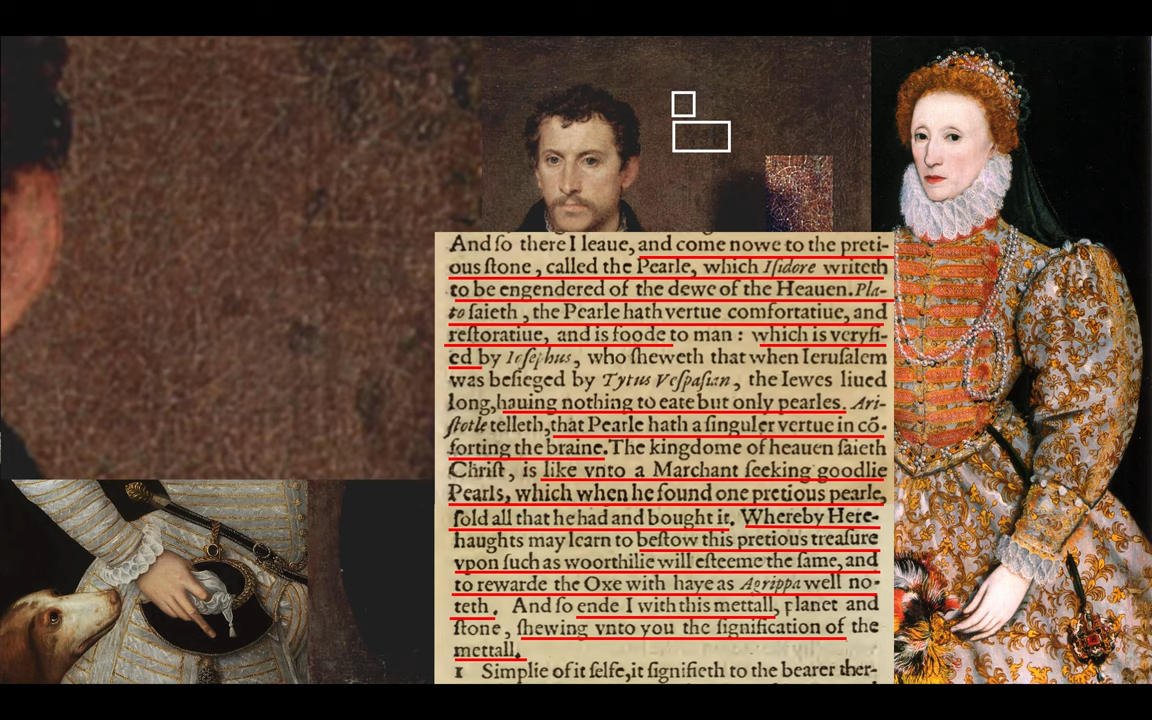 And ſo there I leaue, and come nowe to the preti-
ous ſtone, called the Pearle, which Iſidore writeth
to be engendered of the dewe of the Heauen. Pla-
to ſaieth, the Pearle hath vertue comfortatiue, and
reſtoratiue, and is foode to man: which is veryfi-
ed by Ioſephus, who ſheweth that when Ieruſalem
was beſieged by Tytus Veſpaſian, the Iewes liued
long, hauing nothing to eate but only pearles. Ari-
ſtotle telleth, that Pearle hath a ſinguler vertue in cō-
forting the braine. The kingdome of heauen ſaieth
Chriſt, is like vnto a Marchant ſeeking goodlie
Pearls, which when he found one pretious pearle,
ſold all that he had and bought it. Whereby Here-
haughts may learn to beſtow this pretious treaſure
vpon ſuch as woorthilie will eſteeme the ſame, and
to rewarde the Oxe with haye as Agrippa well no-
teth. And ſo ende I with this mettall, planet and
ſtone, ſhewing vnto you the ſignification of the
mettall.
1 Simplie of it ſelfe, it ſignifieth to the bearer ther-